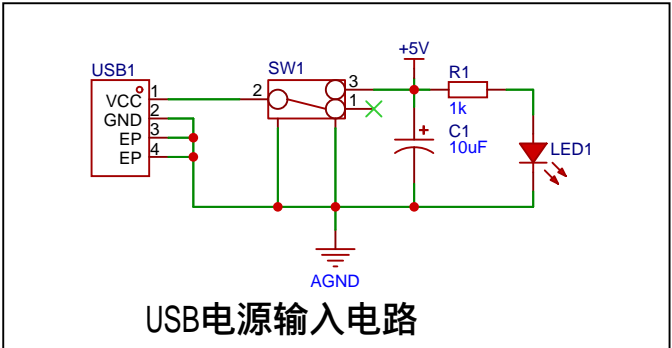 +5V
USB1
SW1
R1
VCC 1
GND 2
EP 3
EP 4
2
3
1
1k
C1
10uF
LED1
AGND
USB电源输入电路